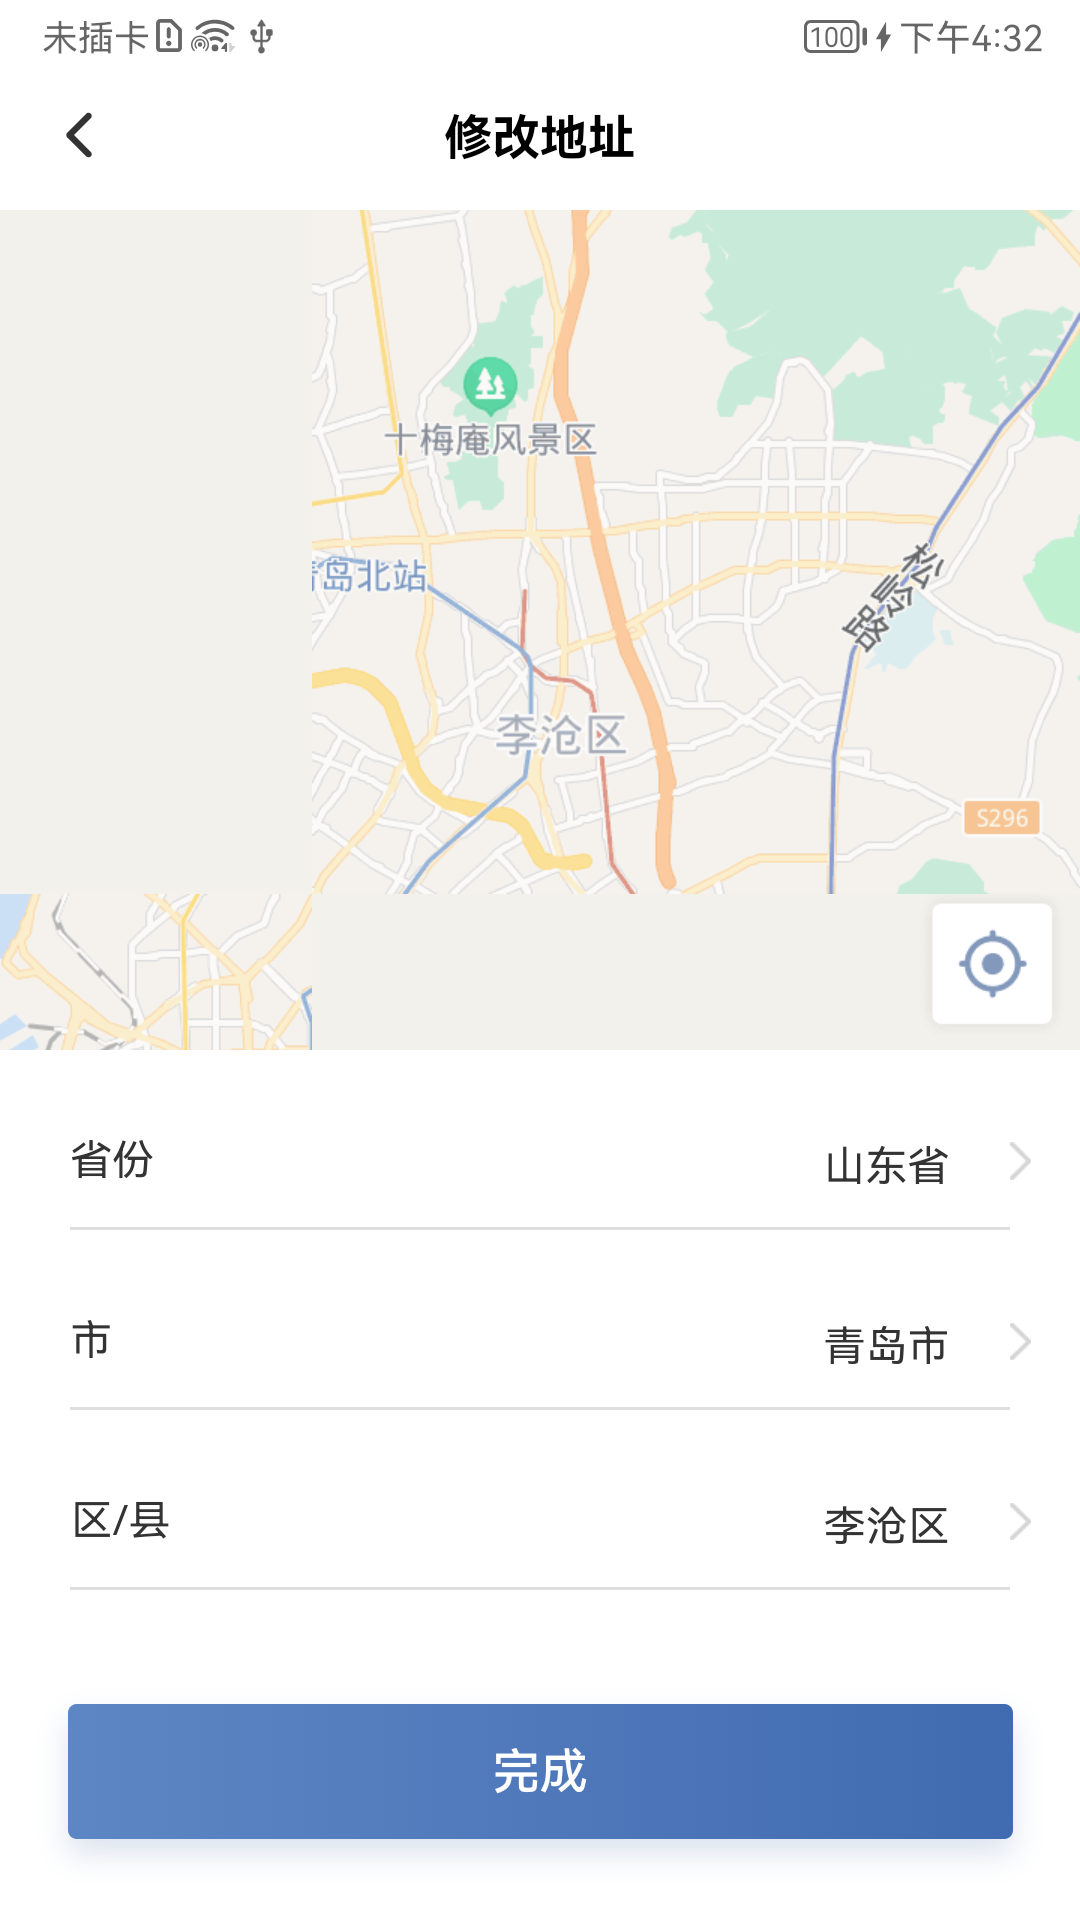 未插卡
100 下午4:32
修改地址
十梅庵风景区
岛北站
松岭路
李沧区
S296
省份 山东省
市 青岛市
区/县 李沧区
完成